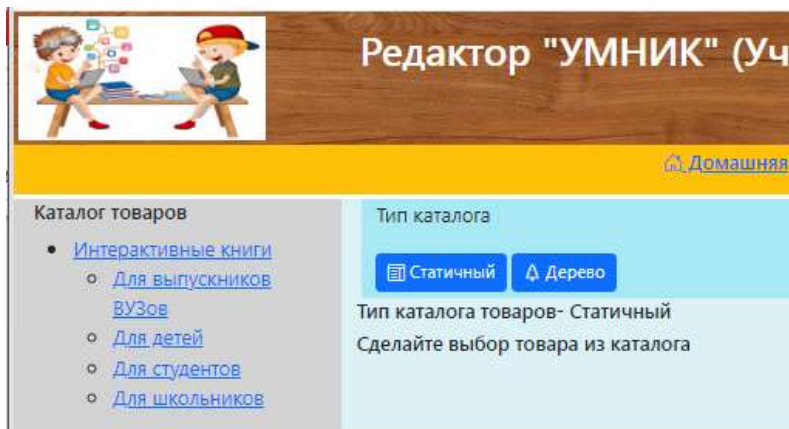 Редактор "УМНИК" (Уч
Домашняя
Каталог товаров
Интерактивные книги
Для выпускников
ВУЗов
Для детей
Для студентов
Для школьников
Тип каталога
Статичный Дерево
Тип каталога товаров- Статичный
Сделайте выбор товара из каталога